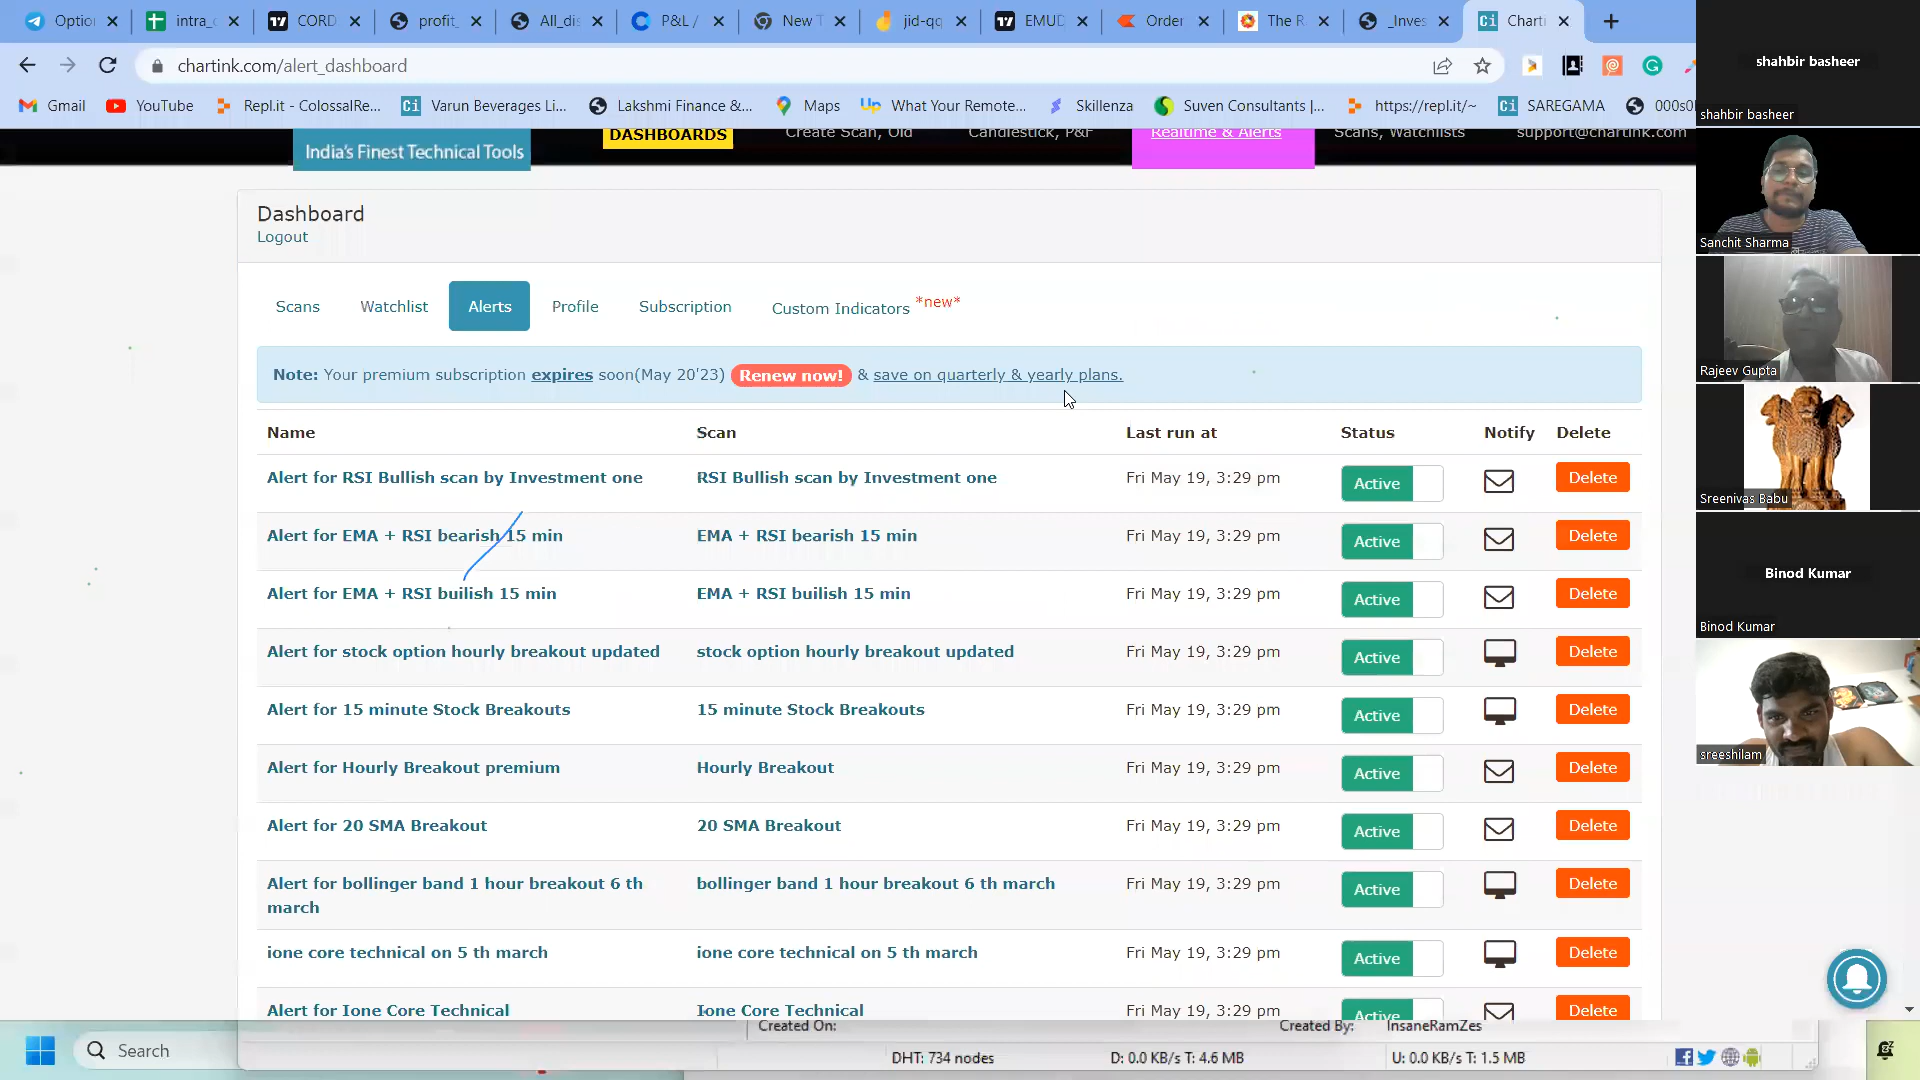 Option
intra_
CORD
profit_
All_dis
P&L /
New T
jid-qq
EMUD
Order
The R
_Inves
Charti
chartink.com/alert_dashboard
Gmail
YouTube
Repl.it - ColossalRe...
Varun Beverages Li...
Lakshmi Finance &...
Maps
What Your Remote...
Skillenza
Suven Consultants |...
https://repl.it/~
SAREGAMA
India's Finest Technical Tools
DASHBOARDS
Create Scan, Old
Candlestick, P&F
Realtime & Alerts
Scans, Watchlists
support@chartink.com
Dashboard
Logout
Scans Watchlist Alerts Profile Subscription Custom Indicators *new*
Note: Your premium subscription expires soon(May 20'23) Renew now! & save on quarterly & yearly plans.
Name Scan Last run at Status Notify Delete
Alert for RSI Bullish scan by Investment one RSI Bullish scan by Investment one Fri May 19, 3:29 pm Active Delete
Alert for EMA + RSI bearish 15 min EMA + RSI bearish 15 min Fri May 19, 3:29 pm Active Delete
Alert for EMA + RSI builish 15 min EMA + RSI builish 15 min Fri May 19, 3:29 pm Active Delete
Alert for stock option hourly breakout updated stock option hourly breakout updated Fri May 19, 3:29 pm Active Delete
Alert for 15 minute Stock Breakouts 15 minute Stock Breakouts Fri May 19, 3:29 pm Active Delete
Alert for Hourly Breakout premium Hourly Breakout Fri May 19, 3:29 pm Active Delete
Alert for 20 SMA Breakout 20 SMA Breakout Fri May 19, 3:29 pm Active Delete
Alert for bollinger band 1 hour breakout 6 th bollinger band 1 hour breakout 6 th march Fri May 19, 3:29 pm Active Delete
march
ione core technical on 5 th march ione core technical on 5 th march Fri May 19, 3:29 pm Active Delete
Alert for Ione Core Technical Ione Core Technical Fri May 19, 3:29 pm Active Delete
Created On: Created By: InsaneRamZes
Search
DHT: 734 nodes D: 0.0 KB/s T: 4.6 MB U: 0.0 KB/s T: 1.5 MB
shahbir basheer
shahbir basheer
Sanchit Sharma
Rajeev Gupta
Sreenivas Babu
Binod Kumar
Binod Kumar
sreeshilam